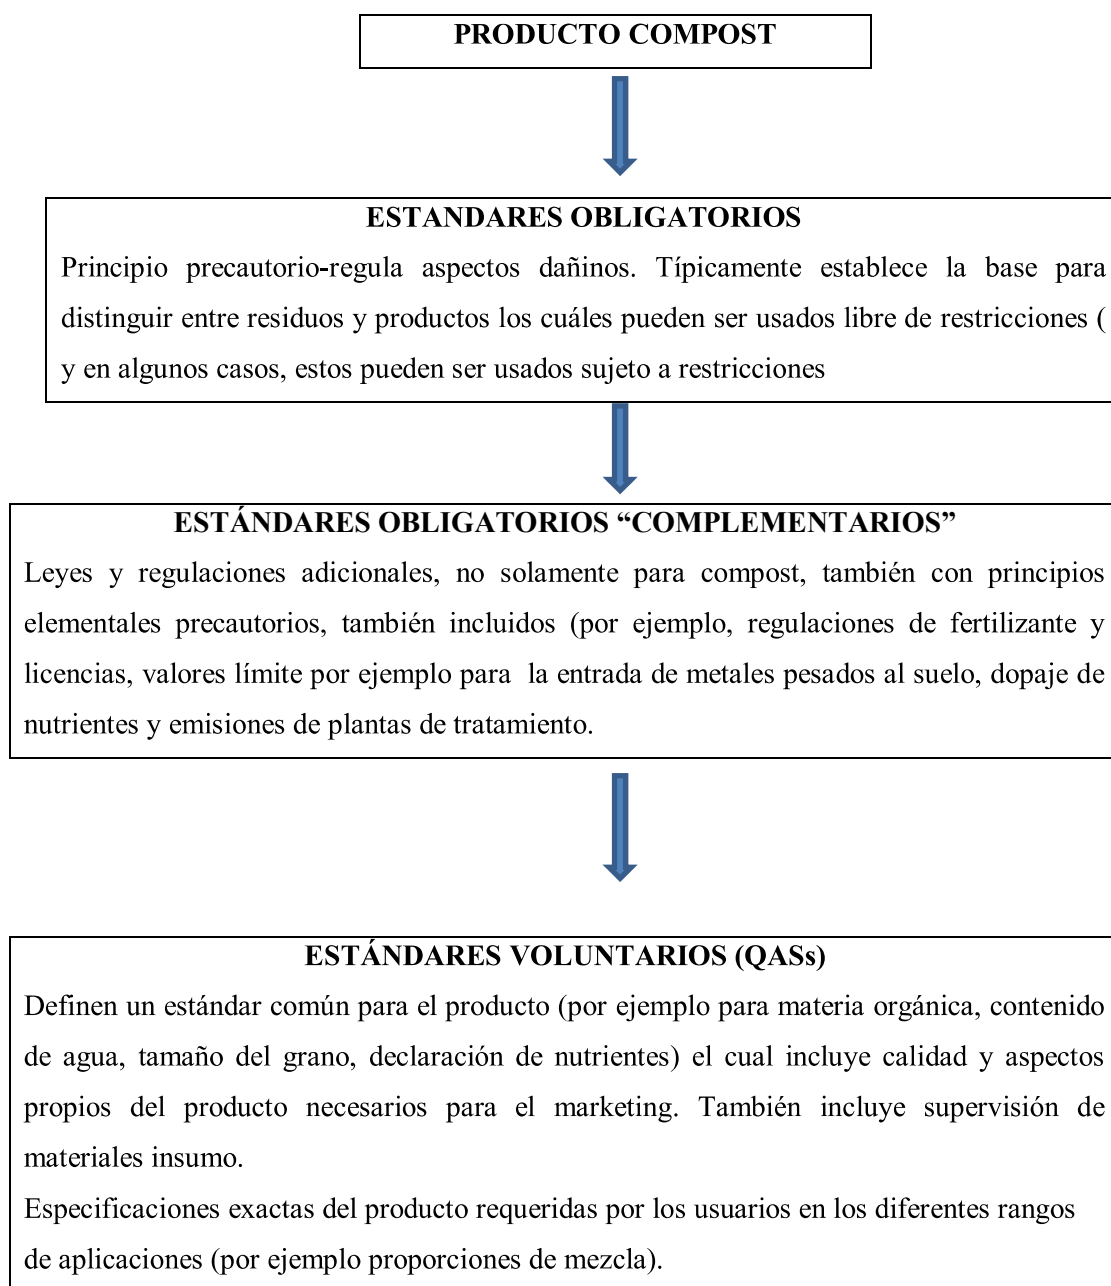 PRODUCTO COMPOST
ESTANDARES OBLIGATORIOS
Principio precautorio-regula aspectos dañinos. Típicamente establece la base para
distinguir entre residuos y productos los cuáles pueden ser usados libre de restricciones (
y en algunos casos, estos pueden ser usados sujeto a restricciones
ESTÁNDARES OBLIGATORIOS “COMPLEMENTARIOS”
Leyes y regulaciones adicionales, no solamente para compost, también con principios
elementales precautorios, también incluidos (por ejemplo, regulaciones de fertilizante y
licencias, valores límite por ejemplo para la entrada de metales pesados al suelo, dopaje de
nutrientes y emisiones de plantas de tratamiento.
ESTÁNDARES VOLUNTARIOS (QASs)
Definen un estándar común para el producto (por ejemplo para materia orgánica, contenido
de agua, tamaño del grano, declaración de nutrientes) el cual incluye calidad y aspectos
propios del producto necesarios para el marketing. También incluye supervisión de
materiales insumo.
Especificaciones exactas del producto requeridas por los usuarios en los diferentes rangos
de aplicaciones (por ejemplo proporciones de mezcla).